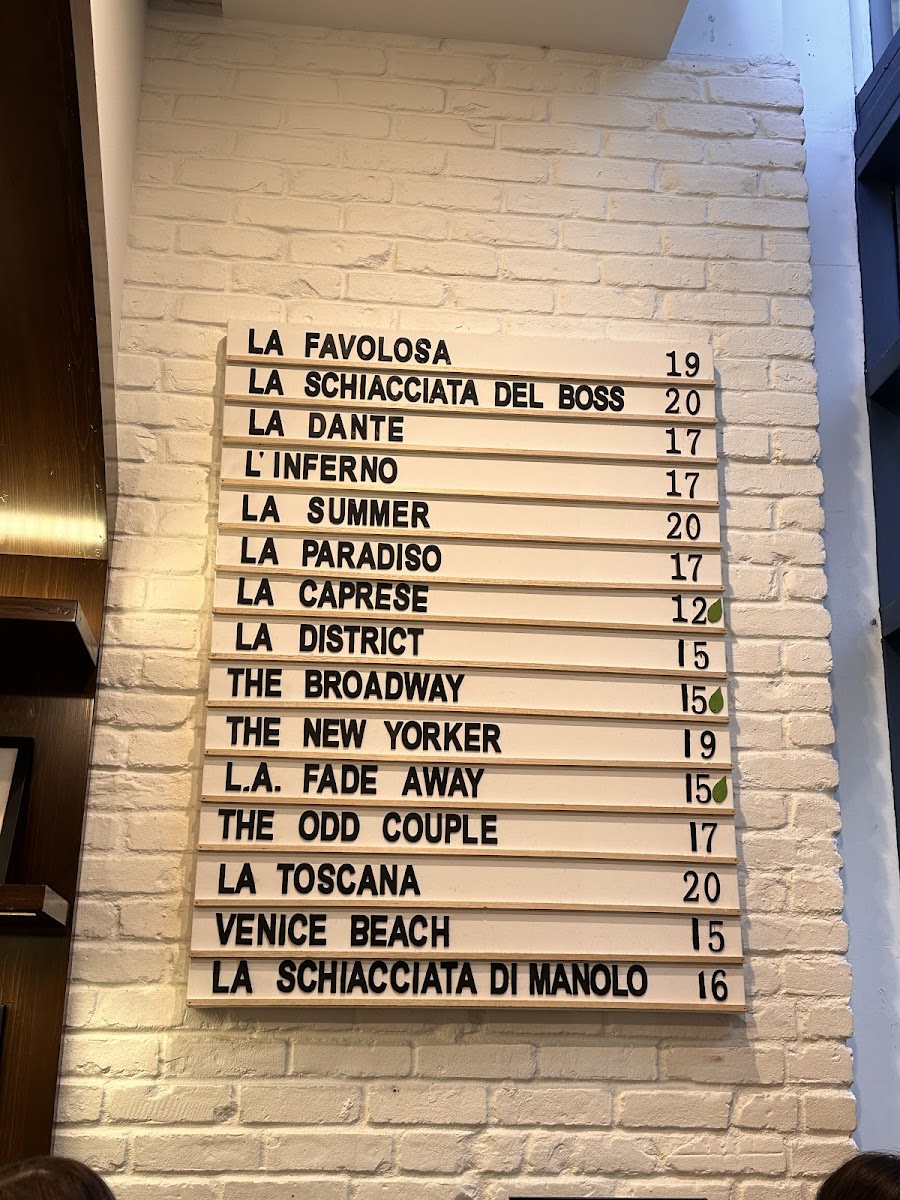 LA FAVOLOSA 19
LA SCHIACCIATA DEL BOSS 20
LA DANTE 17
L'INFERNO 17
LA SUMMER 20
LA PARADISO 17
LA CAPRESE 12
LA DISTRICT 15
THE BROADWAY 15
THE NEW YORKER 19
L.A. FADE AWAY 15
THE ODD COUPLE 17
LA TOSCANA 20
VENICE BEACH 15
LA SCHIACCIATA DI MANOLO 16